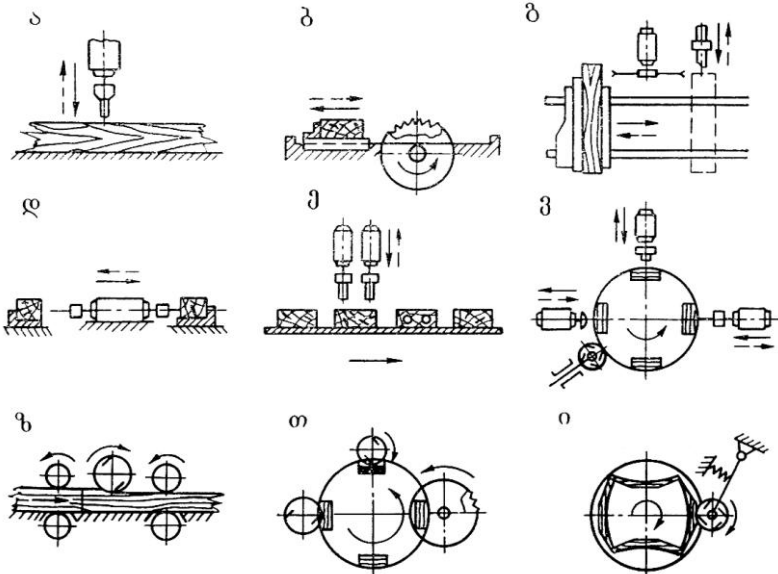 ა ბ გ
დ ე ვ
ზ თ ი